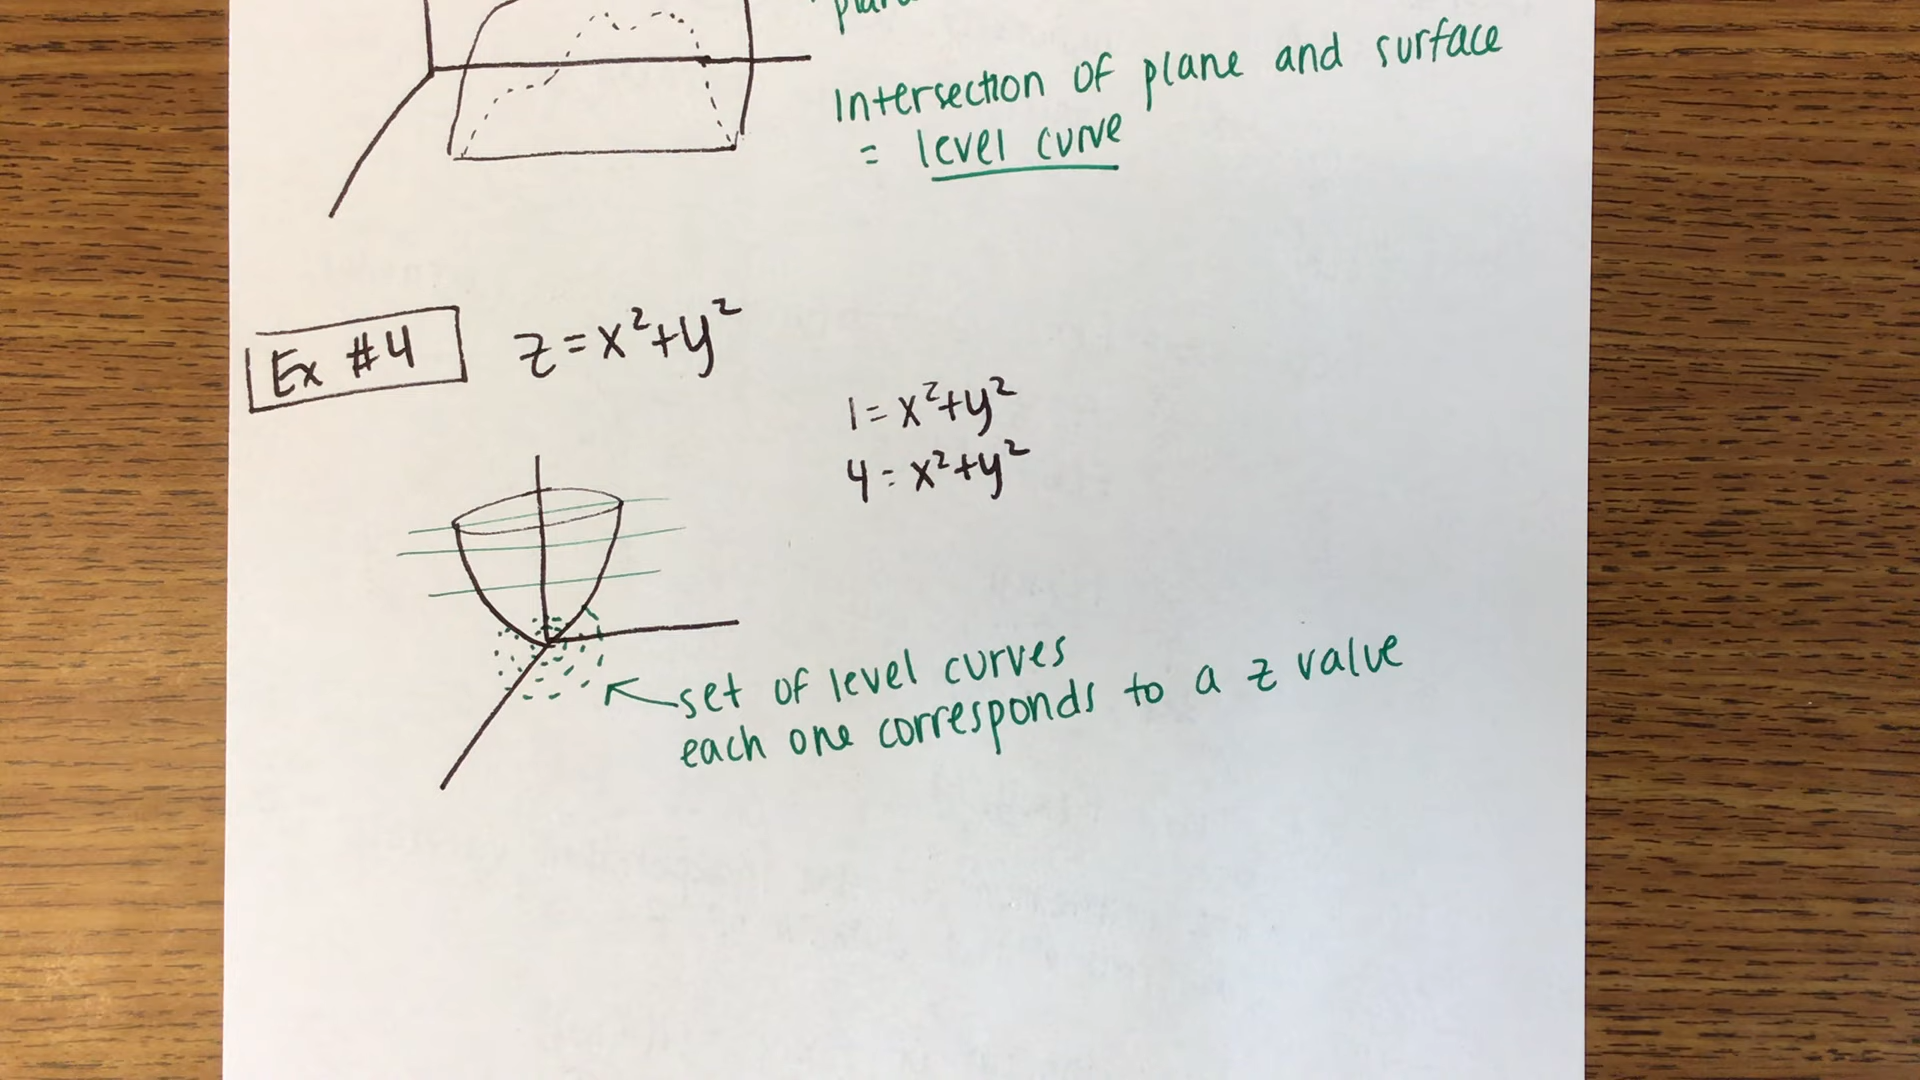 Intersection of plane and surface
= level curve
Ex #4
z=x²+y²
1=x²+y²
4=x²+y²
set of level curves
each one corresponds to a z value